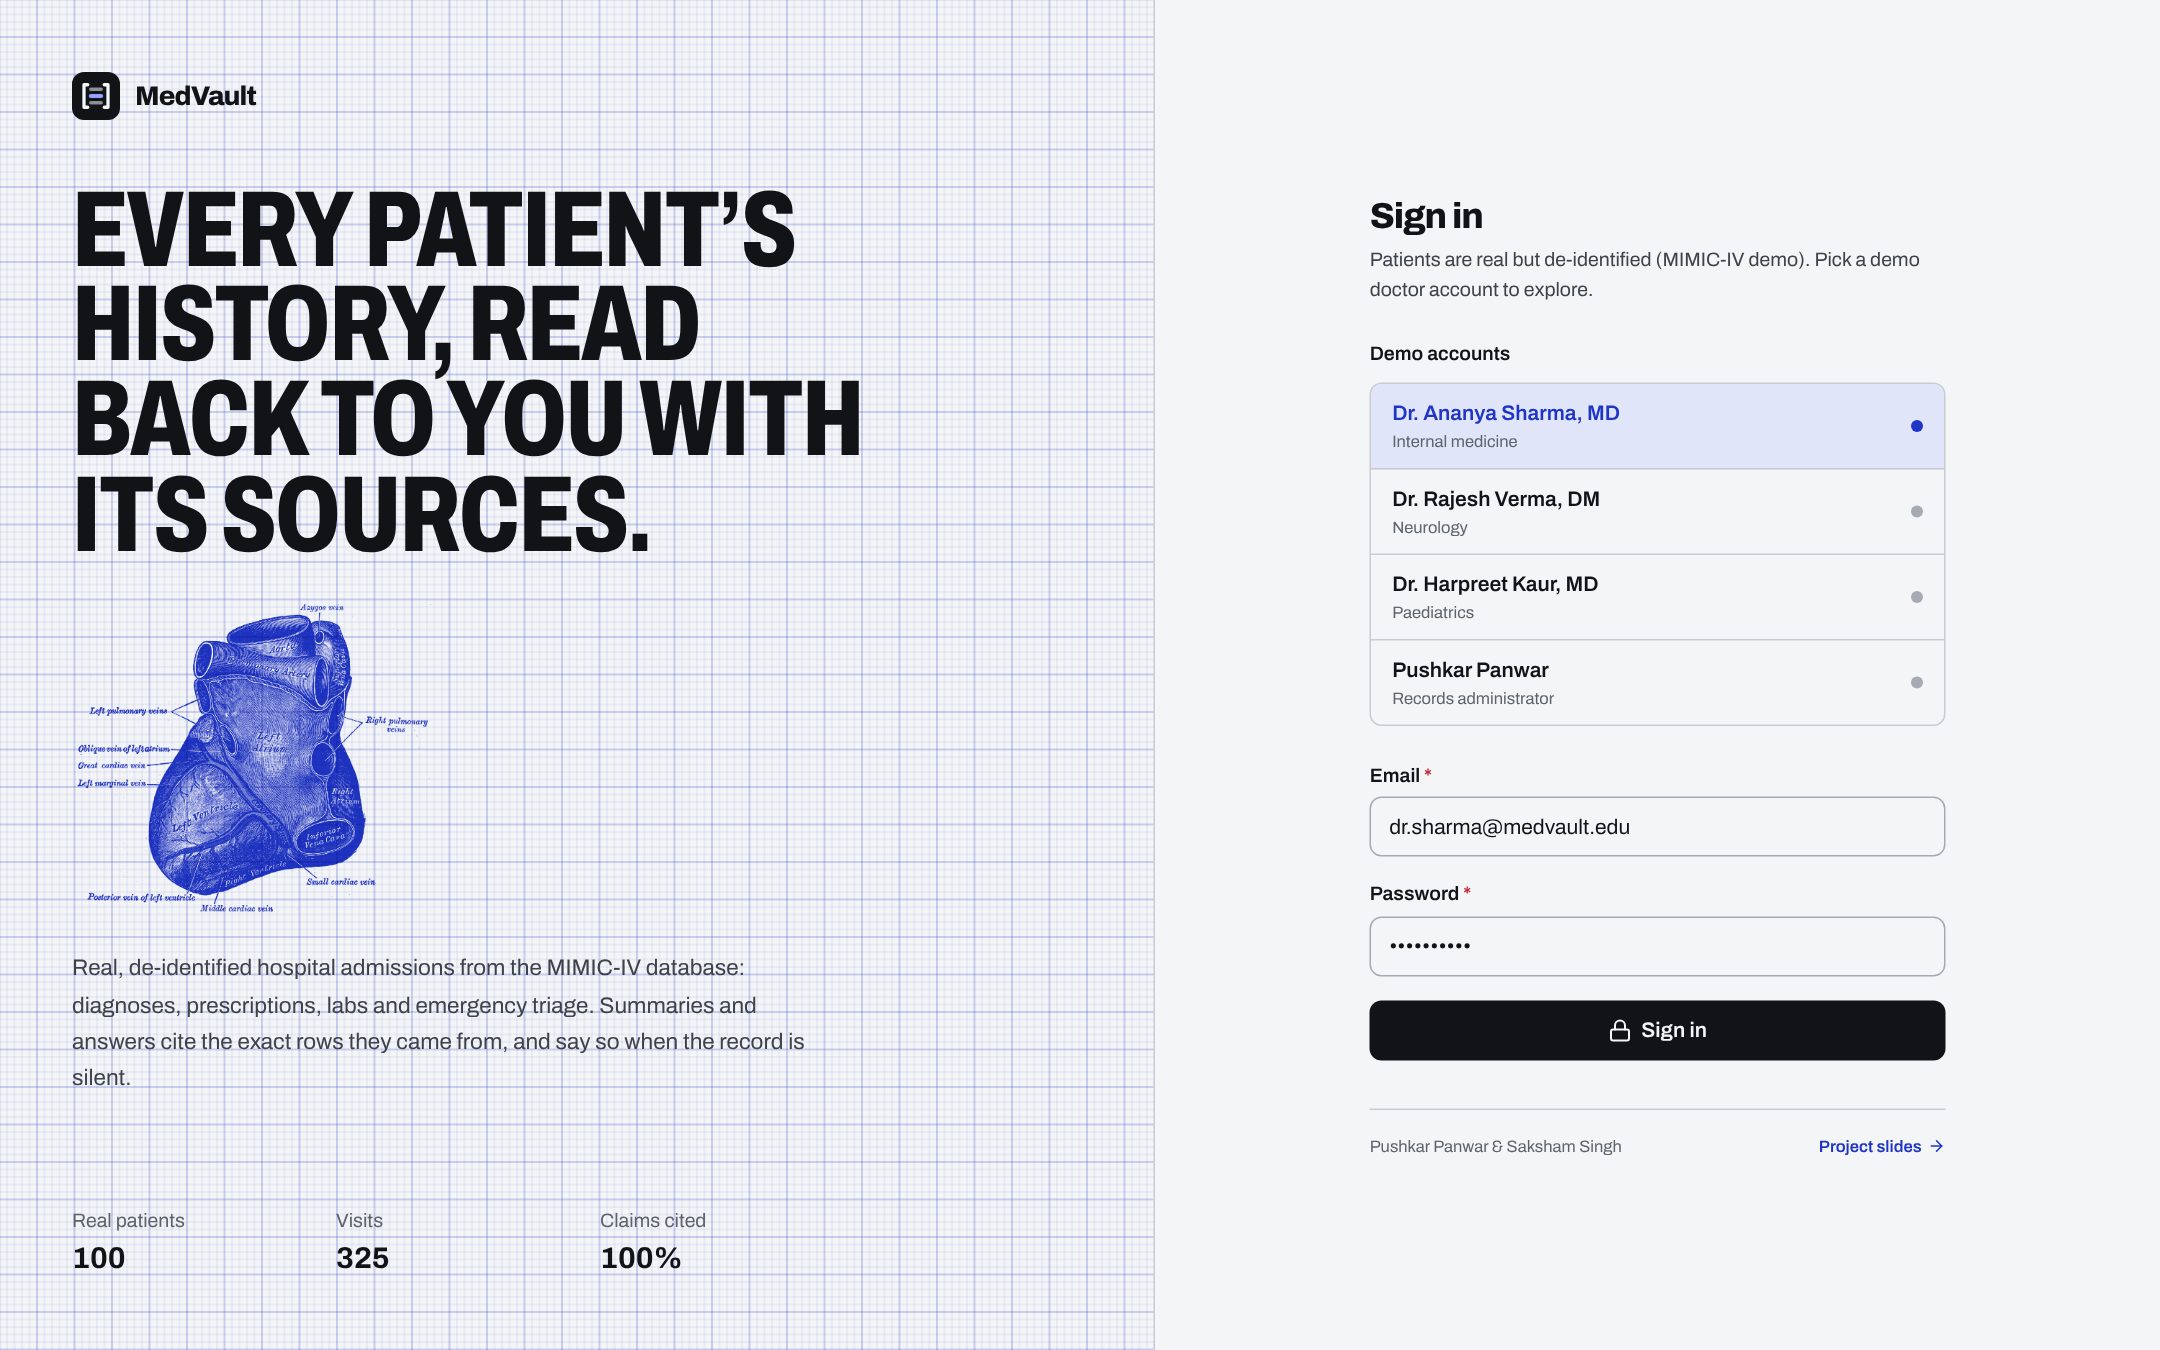 MedVault
EVERY PATIENT’S
HISTORY, READ
BACK TO YOU WITH
ITS SOURCES.
Azygos vein
Aorta
Left pulmonary veins
Right pulmonary
veins
Left
Atrium
Oblique vein of left atrium
Great cardiac vein
Left marginal vein
Right
Atrium
Left Ventricle
Inferior
Vena Cava
Right Ventricle
Small cardiac vein
Posterior vein of left ventricle
Middle cardiac vein
Real, de-identified hospital admissions from the MIMIC-IV database:
diagnoses, prescriptions, labs and emergency triage. Summaries and
answers cite the exact rows they came from, and say so when the record is
silent.
Real patients
100
Visits
325
Claims cited
100%
Sign in
Patients are real but de-identified (MIMIC-IV demo). Pick a demo
doctor account to explore.
Demo accounts
Dr. Ananya Sharma, MD
Internal medicine
Dr. Rajesh Verma, DM
Neurology
Dr. Harpreet Kaur, MD
Paediatrics
Pushkar Panwar
Records administrator
Email *
dr.sharma@medvault.edu
Password *
••••••••••
Sign in
Pushkar Panwar & Saksham Singh
Project slides →